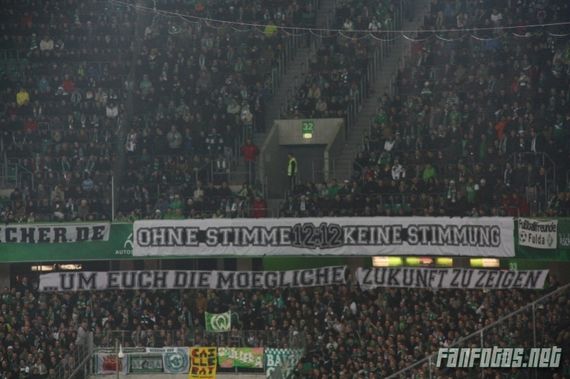 32
CHER.DE
AUTO
OHNE STIMME 12:12 KEINE STIMMUNG
Fußballfreunde
Fulda
UM EUCH DIE MOEGLICHE ZUKUNFT ZU ZEIGEN
FANFOTOS.NET